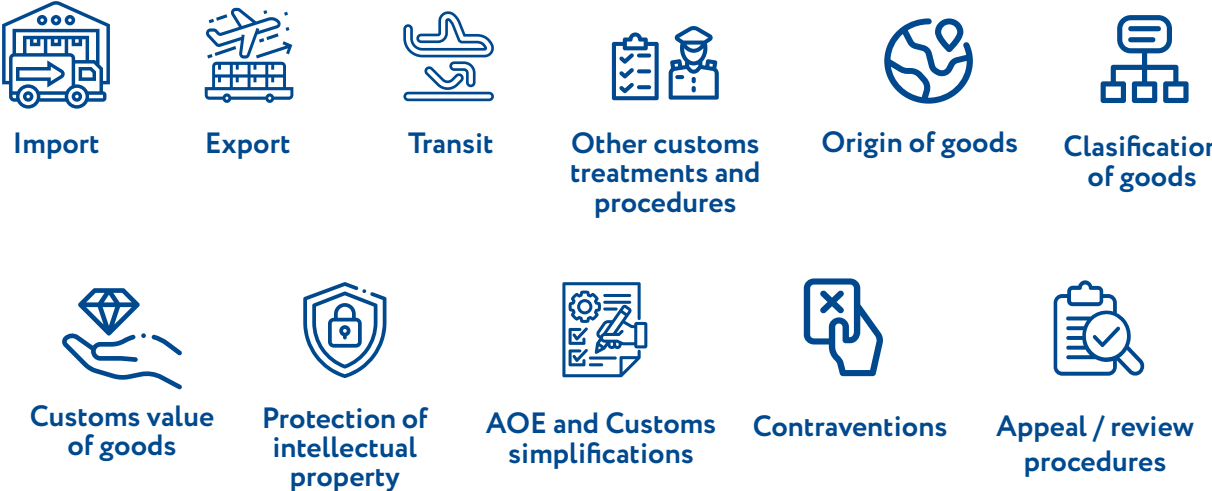 Import
Export
Transit
Other customs
treatments and
procedures
Origin of goods
Clasification
of goods
Customs value
of goods
Protection of
intellectual
property
AOE and Customs
simplifications
Contraventions
Appeal / review
procedures